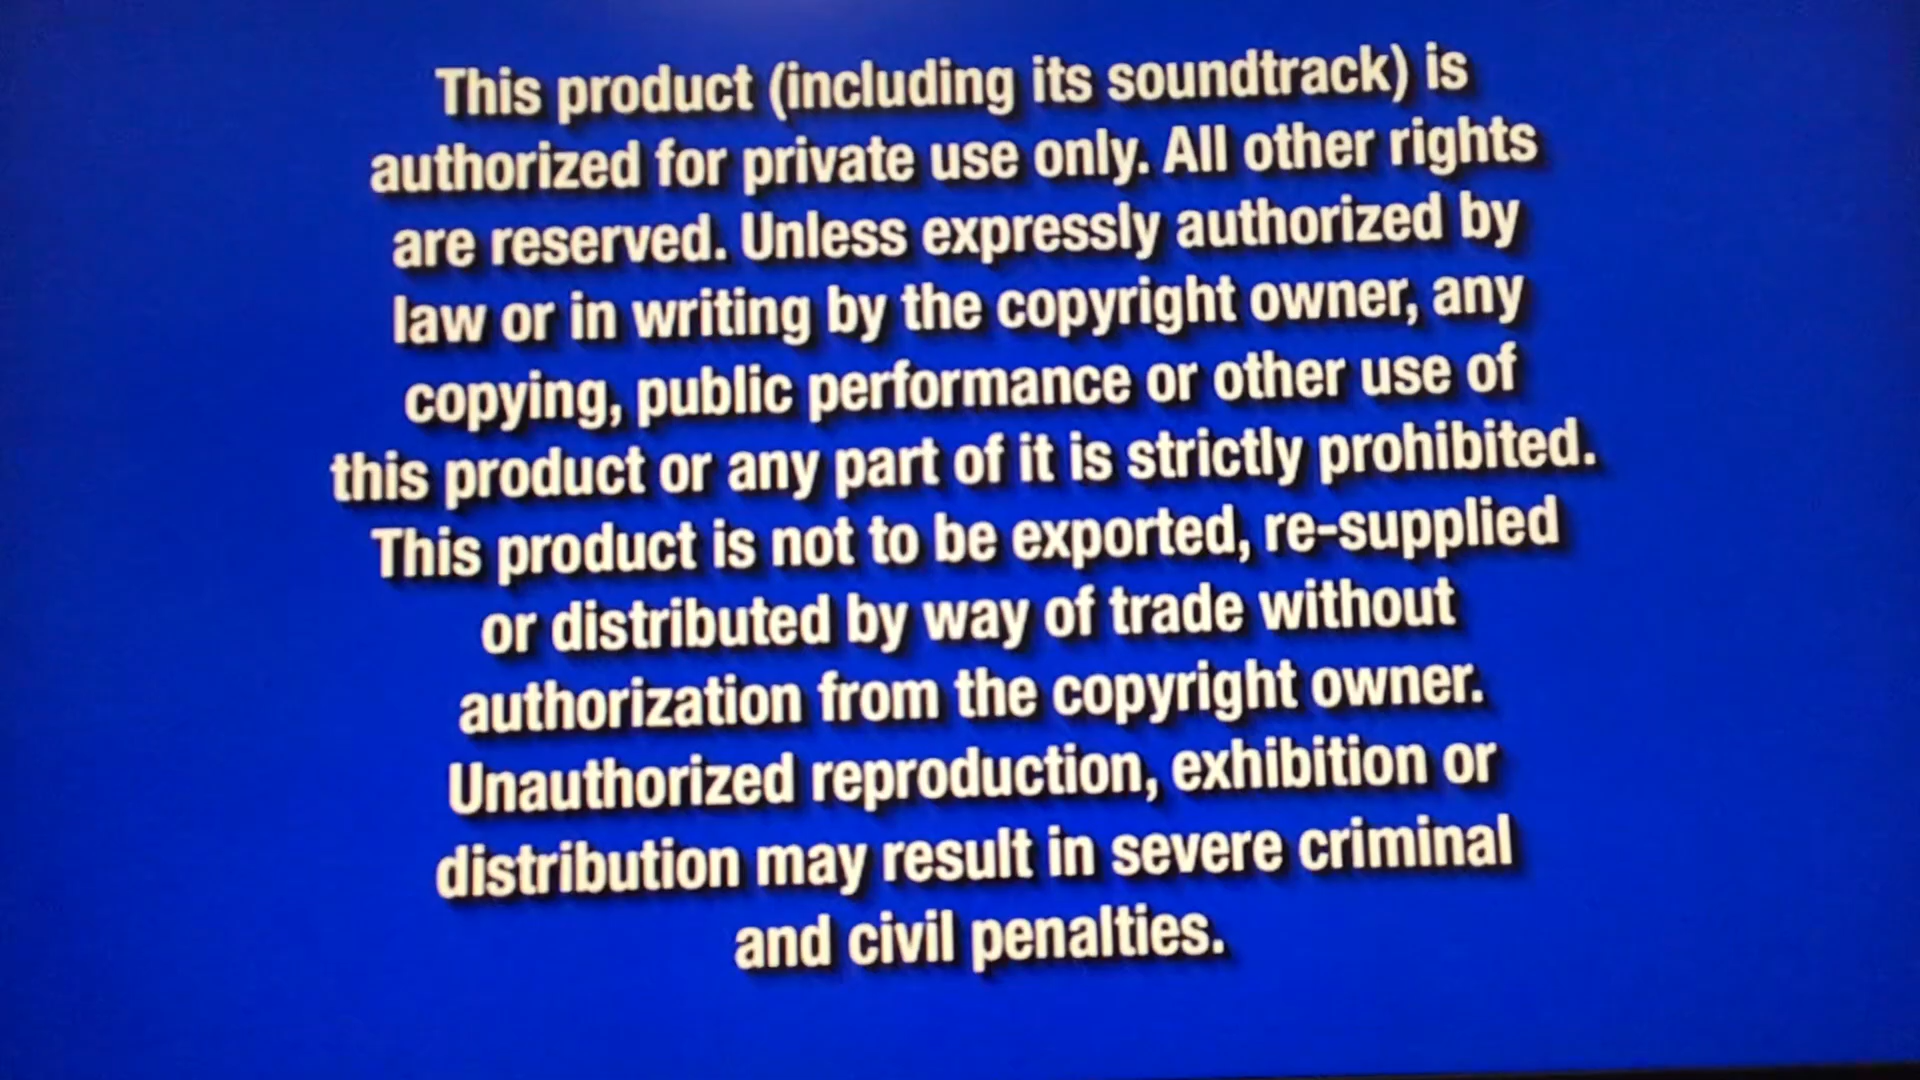 This product (including its soundtrack) is
authorized for private use only. All other rights
are reserved. Unless expressly authorized by
law or in writing by the copyright owner, any
copying, public performance or other use of
this product or any part of it is strictly prohibited.
This product is not to be exported, re-supplied
or distributed by way of trade without
authorization from the copyright owner.
Unauthorized reproduction, exhibition or
distribution may result in severe criminal
and civil penalties.